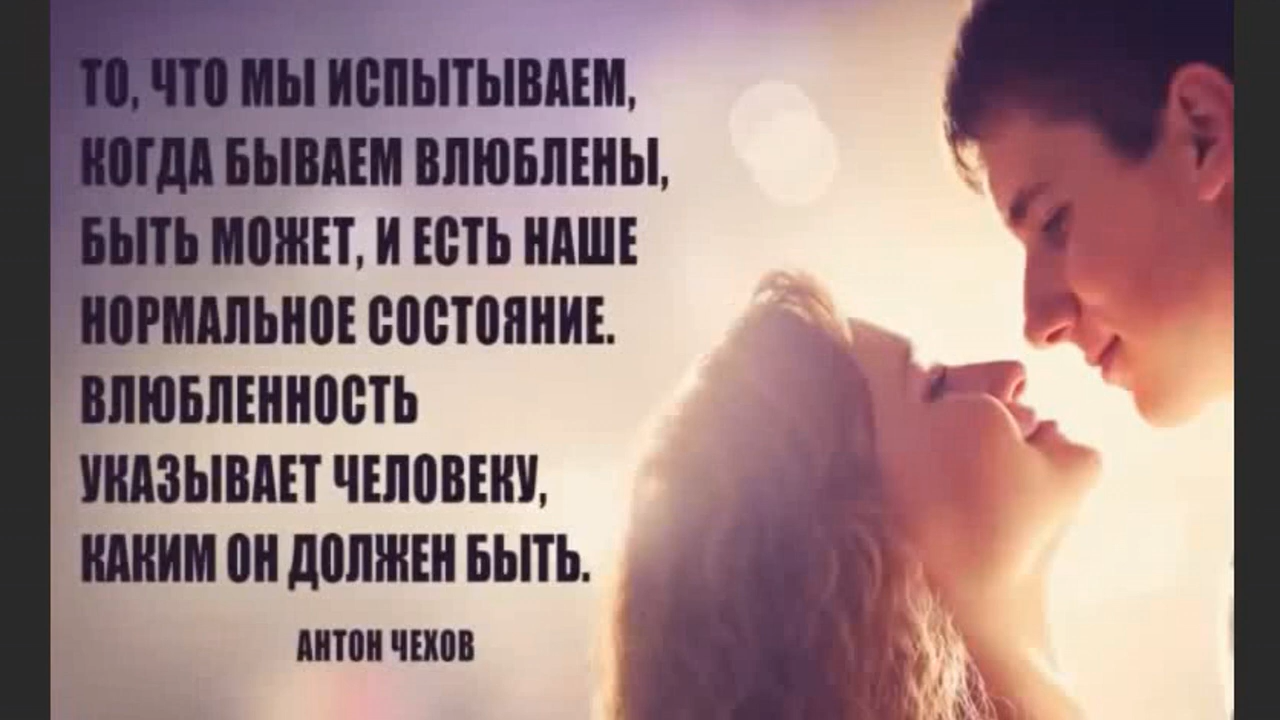 ТО, ЧТО МЫ ИСПЫТЫВАЕМ,
КОГДА БЫВАЕМ ВЛЮБЛЕНЫ,
БЫТЬ МОЖЕТ, И ЕСТЬ НАШЕ
НОРМАЛЬНОЕ СОСТОЯНИЕ.
ВЛЮБЛЕННОСТЬ
УКАЗЫВАЕТ ЧЕЛОВЕКУ,
КАКИМ ОН ДОЛЖЕН БЫТЬ.
АНТОН ЧЕХОВ